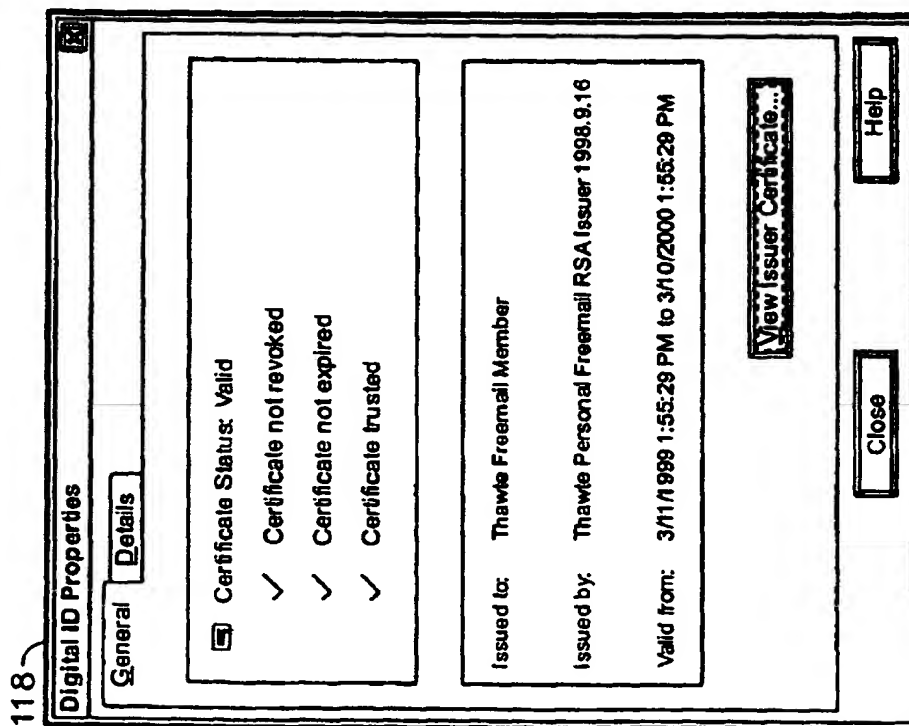 118
Digital ID Properties
General Details
Certificate Status: Valid
✓ Certificate not revoked
✓ Certificate not expired
✓ Certificate trusted
Issued to: Thawte Freemail Member
Issued by: Thawte Personal Freemail RSA Issuer 1998.9.16
Valid from: 3/11/1999 1:55:29 PM to 3/10/2000 1:55:29 PM
View Issuer Certificate...
Close Help